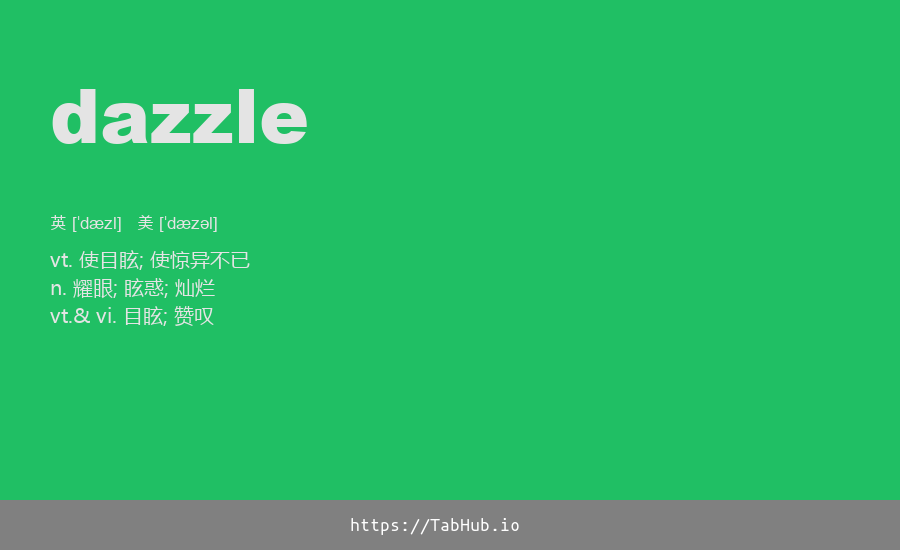 dazzle
英 [ˈdæzl] 美 [ˈdæzəl]
vt. 使目眩; 使惊异不已
n. 耀眼; 眩惑; 灿烂
vt.& vi. 目眩; 赞叹
https://TabHub.io